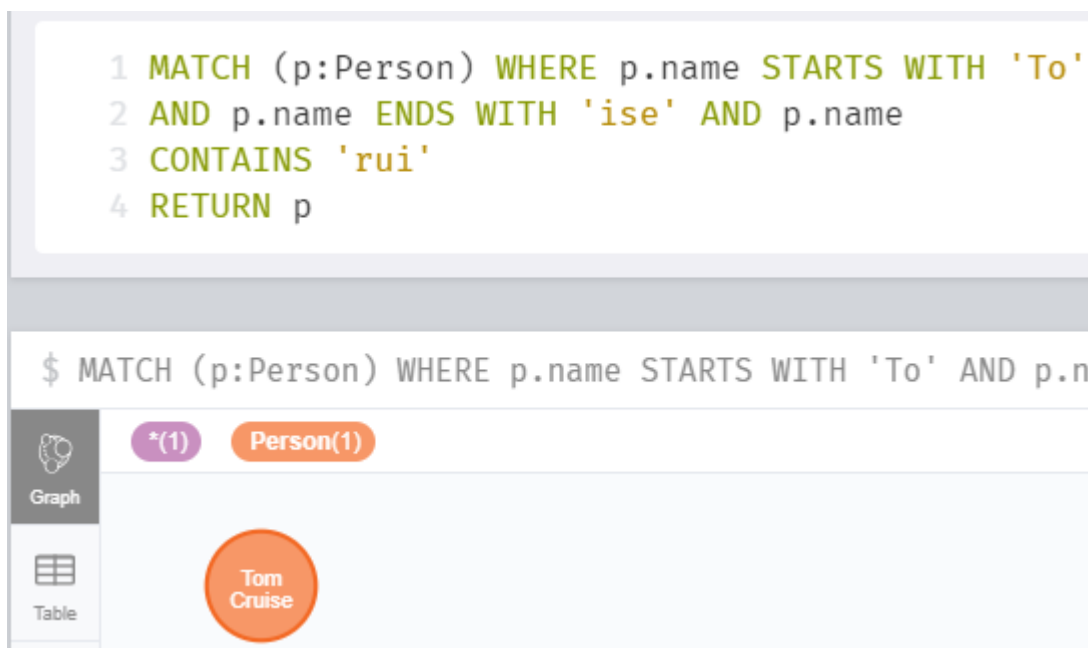 1 MATCH (p:Person) WHERE p.name STARTS WITH 'To'
2 AND p.name ENDS WITH 'ise' AND p.name
3 CONTAINS 'rui'
4 RETURN p
$ MATCH (p:Person) WHERE p.name STARTS WITH 'To' AND p.n
*(1) Person(1)
Graph
Tom
Cruise
Table